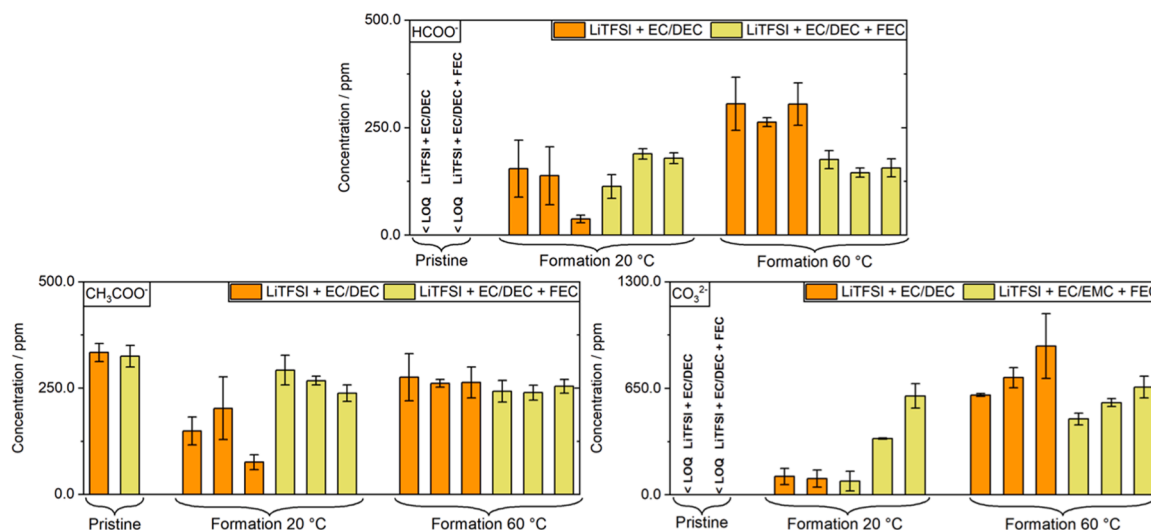 HCOO⁻
LiTFSI + EC/DEC
LiTFSI + EC/DEC + FEC
500.0
250.0
0.0
Concentration / ppm
< LOQ LiTFSI + EC/DEC
< LOQ LiTFSI + EC/DEC + FEC
Pristine
Formation 20 °C
Formation 60 °C
CH₃COO⁻
LiTFSI + EC/DEC
LiTFSI + EC/DEC + FEC
500.0
250.0
0.0
Concentration / ppm
Pristine
Formation 20 °C
Formation 60 °C
CO₃²⁻
LiTFSI + EC/DEC
LiTFSI + EC/EMC + FEC
1300.0
650.0
0.0
Concentration / ppm
< LOQ LiTFSI + EC/DEC
< LOQ LiTFSI + EC/DEC + FEC
Pristine
Formation 20 °C
Formation 60 °C